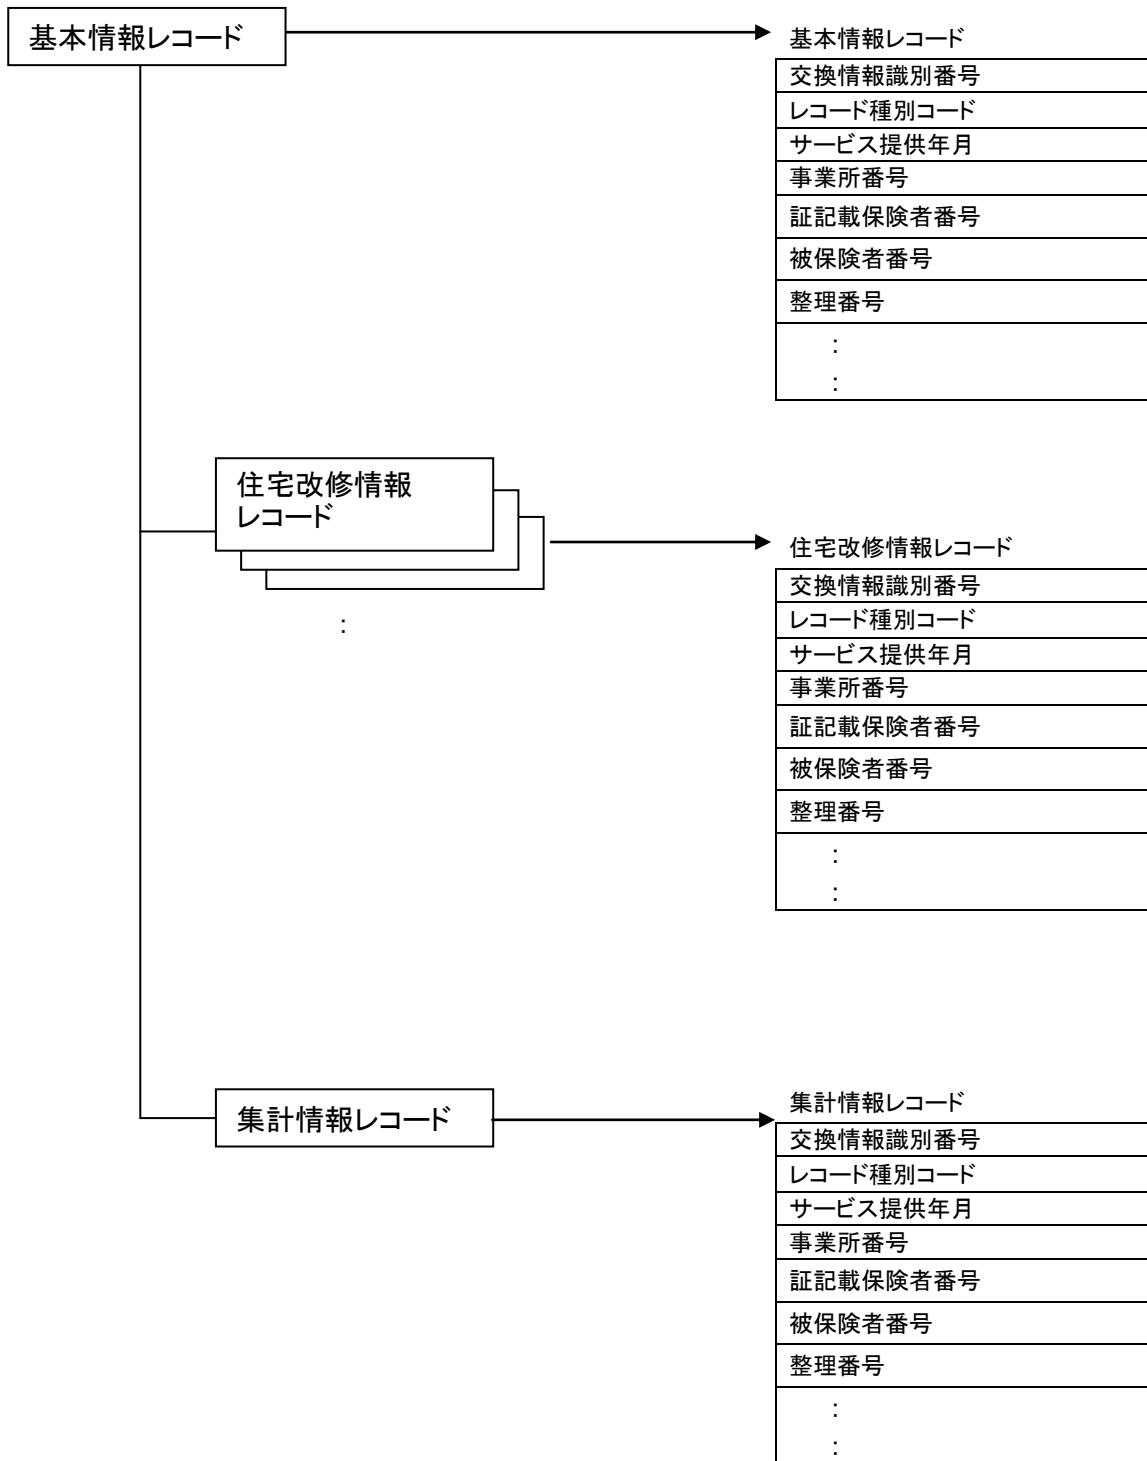 基本情報レコード
基本情報レコード
交換情報識別番号
レコード種別コード
サービス提供年月
事業所番号
証記載保険者番号
被保険者番号
整理番号
:
:
住宅改修情報
レコード
:
住宅改修情報レコード
交換情報識別番号
レコード種別コード
サービス提供年月
事業所番号
証記載保険者番号
被保険者番号
整理番号
:
:
集計情報レコード
集計情報レコード
交換情報識別番号
レコード種別コード
サービス提供年月
事業所番号
証記載保険者番号
被保険者番号
整理番号
:
: